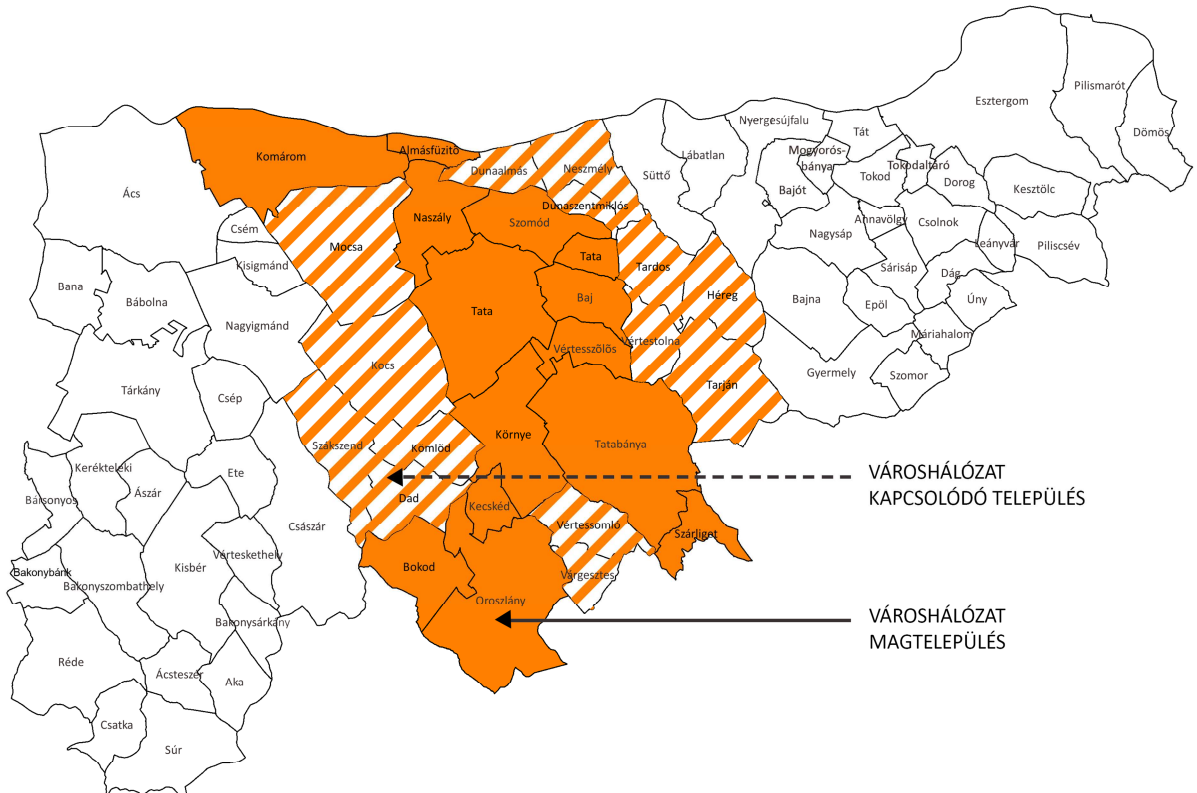 Esztergom
Pilismarót
Dömös
Nyergesújfalu
Tát
Mogyorós-
bánya
Tokodaltáró
Tokod
Dorog
Kesztölc
Bajót
Lábatlan
Süttő
Komárom
Almásfüzitő
Dunaalmás
Neszmély
Ács
Dunaszentmiklós
Naszály
Szomód
Annavölgy
Csolnok
Nagysáp
Leányvár
Piliscsév
Csém
Mocsa
Tata
Kisigmánd
Tardos
Sárisáp
Dág
Bana
Bábolna
Baj
Héreg
Bajna
Epöl
Úny
Tata
Nagyigmánd
Máriahalom
Vértestolna
Vértesszőlős
Kocs
Gyermely
Szomor
Tarján
Tárkány
Csép
Környe
Tatabánya
Szákszend
Kömlöd
Kerékteleki
Ete
VÁROSHÁLÓZAT
KAPCSOLÓDÓ TELEPÜLÉS
Ászár
Bársonyos
Dad
Kecskéd
Császár
Vértessomló
Szárliget
Vérteskethely
Kisbér
Bokod
Bakonybánk
Bakonyszombathely
Várgesztes
Oroszlány
VÁROSHÁLÓZAT
MAGTELEPÜLÉS
Bakonysárkány
Réde
Ácsteszér
Aka
Csatka
Súr